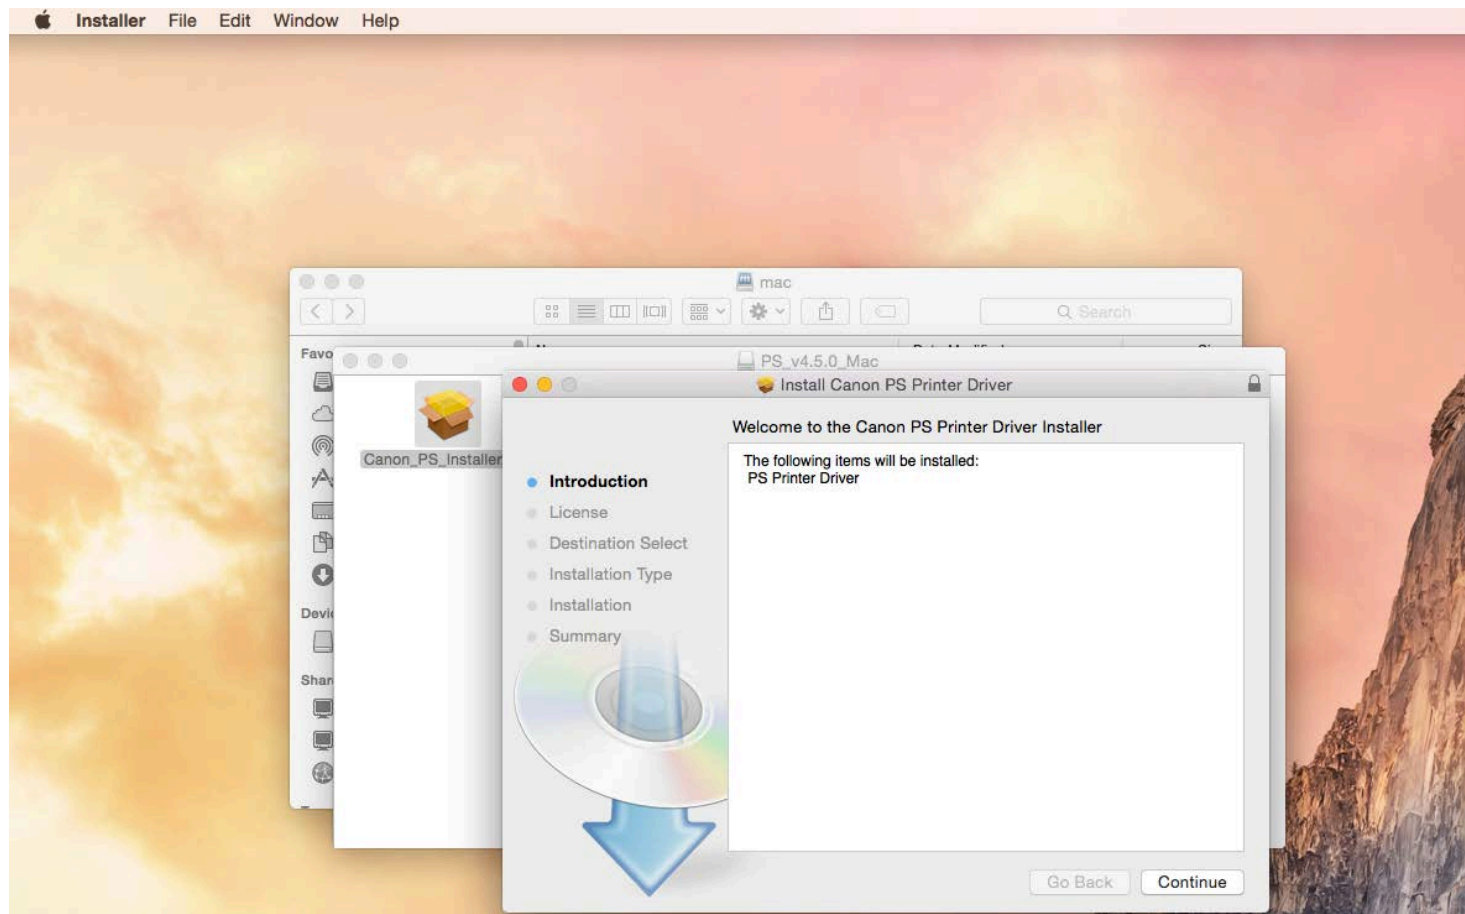 Installer File Edit Window Help
mac
Search
Favo
PS_v4.5.0_Mac
Install Canon PS Printer Driver
Canon_PS_Installer
Welcome to the Canon PS Printer Driver Installer
The following items will be installed:
PS Printer Driver
Introduction
License
Destination Select
Installation Type
Installation
Summary
Devi
Shar
Go Back Continue